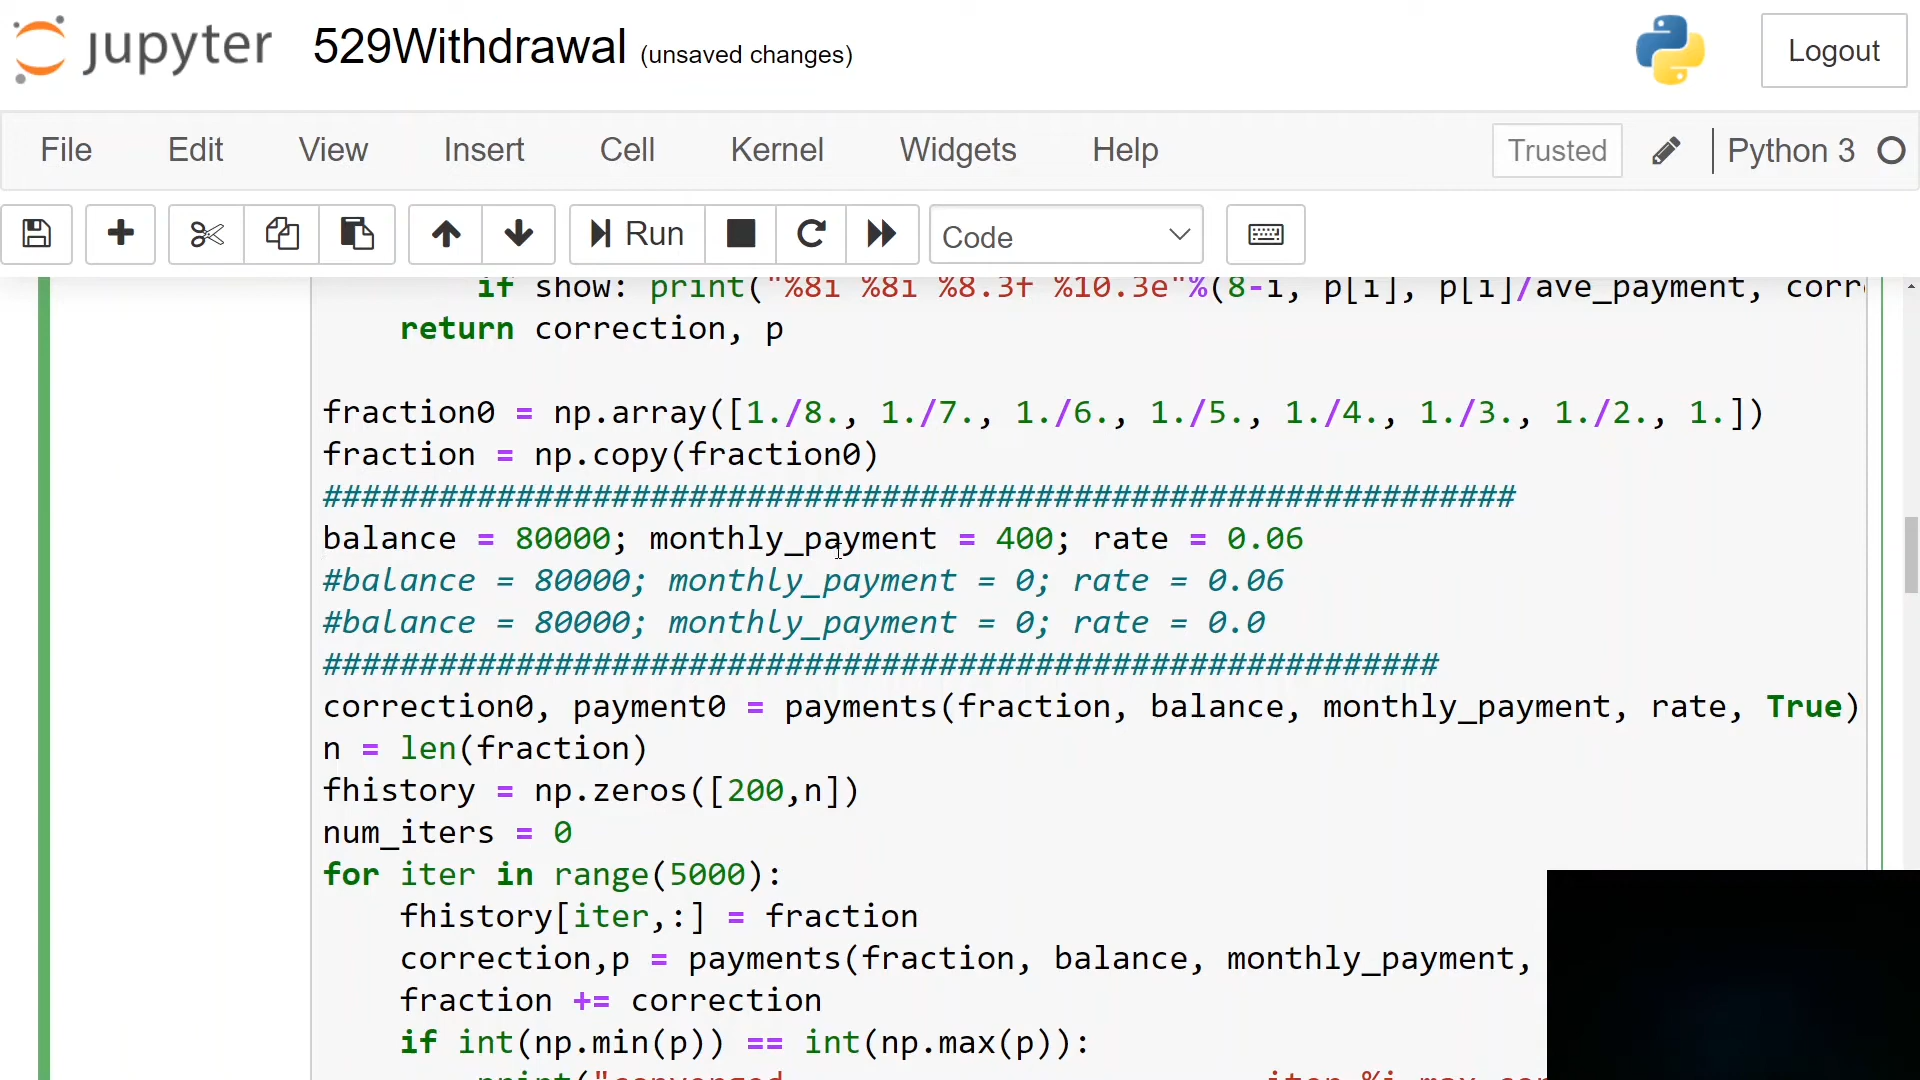 jupyter 529Withdrawal (unsaved changes) Logout
File Edit View Insert Cell Kernel Widgets Help Trusted Python 3
Run Code
if show: print("%8i %8i %8.3f %10.3e"%(8-i, p[i], p[i]/ave_payment, corr
return correction, p
fraction0 = np.array([1./8., 1./7., 1./6., 1./5., 1./4., 1./3., 1./2., 1.])
fraction = np.copy(fraction0)
##############################################################
balance = 80000; monthly_payment = 400; rate = 0.06
#balance = 80000; monthly_payment = 0; rate = 0.06
#balance = 80000; monthly_payment = 0; rate = 0.0
##########################################################
correction0, payment0 = payments(fraction, balance, monthly_payment, rate, True)
n = len(fraction)
fhistory = np.zeros([200,n])
num_iters = 0
for iter in range(5000):
fhistory[iter,:] = fraction
correction,p = payments(fraction, balance, monthly_payment,
fraction += correction
if int(np.min(p)) == int(np.max(p)):
print("converged iter %i max